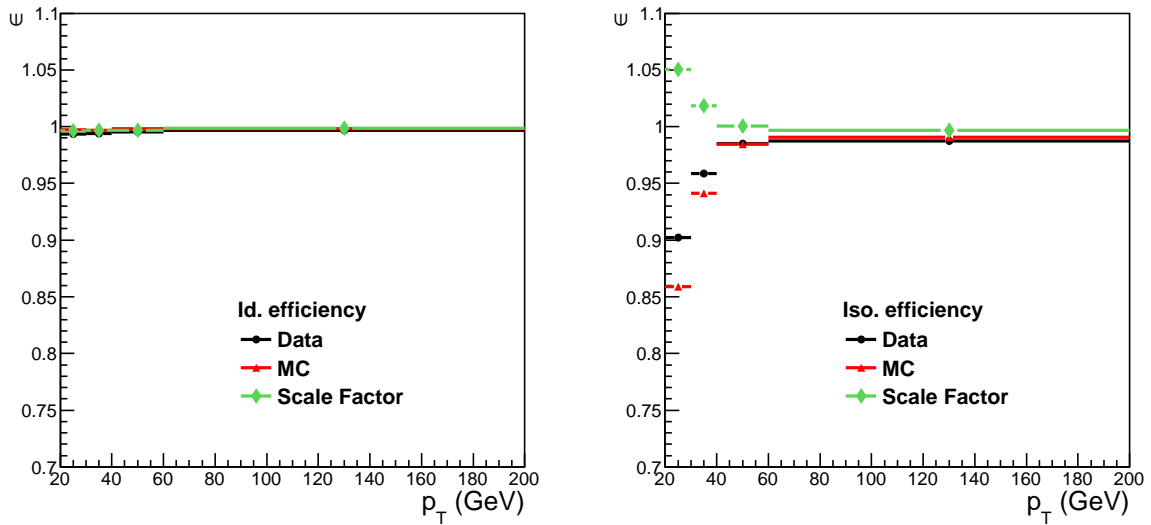 ∈
1.1
1.05
1
0.95
0.9
0.85
0.8
0.75
0.7
Id. efficiency
Data
MC
Scale Factor
20 40 60 80 100 120 140 160 180 200
p_T (GeV)
∈
1.1
1.05
1
0.95
0.9
0.85
0.8
0.75
0.7
Iso. efficiency
Data
MC
Scale Factor
20 40 60 80 100 120 140 160 180 200
p_T (GeV)